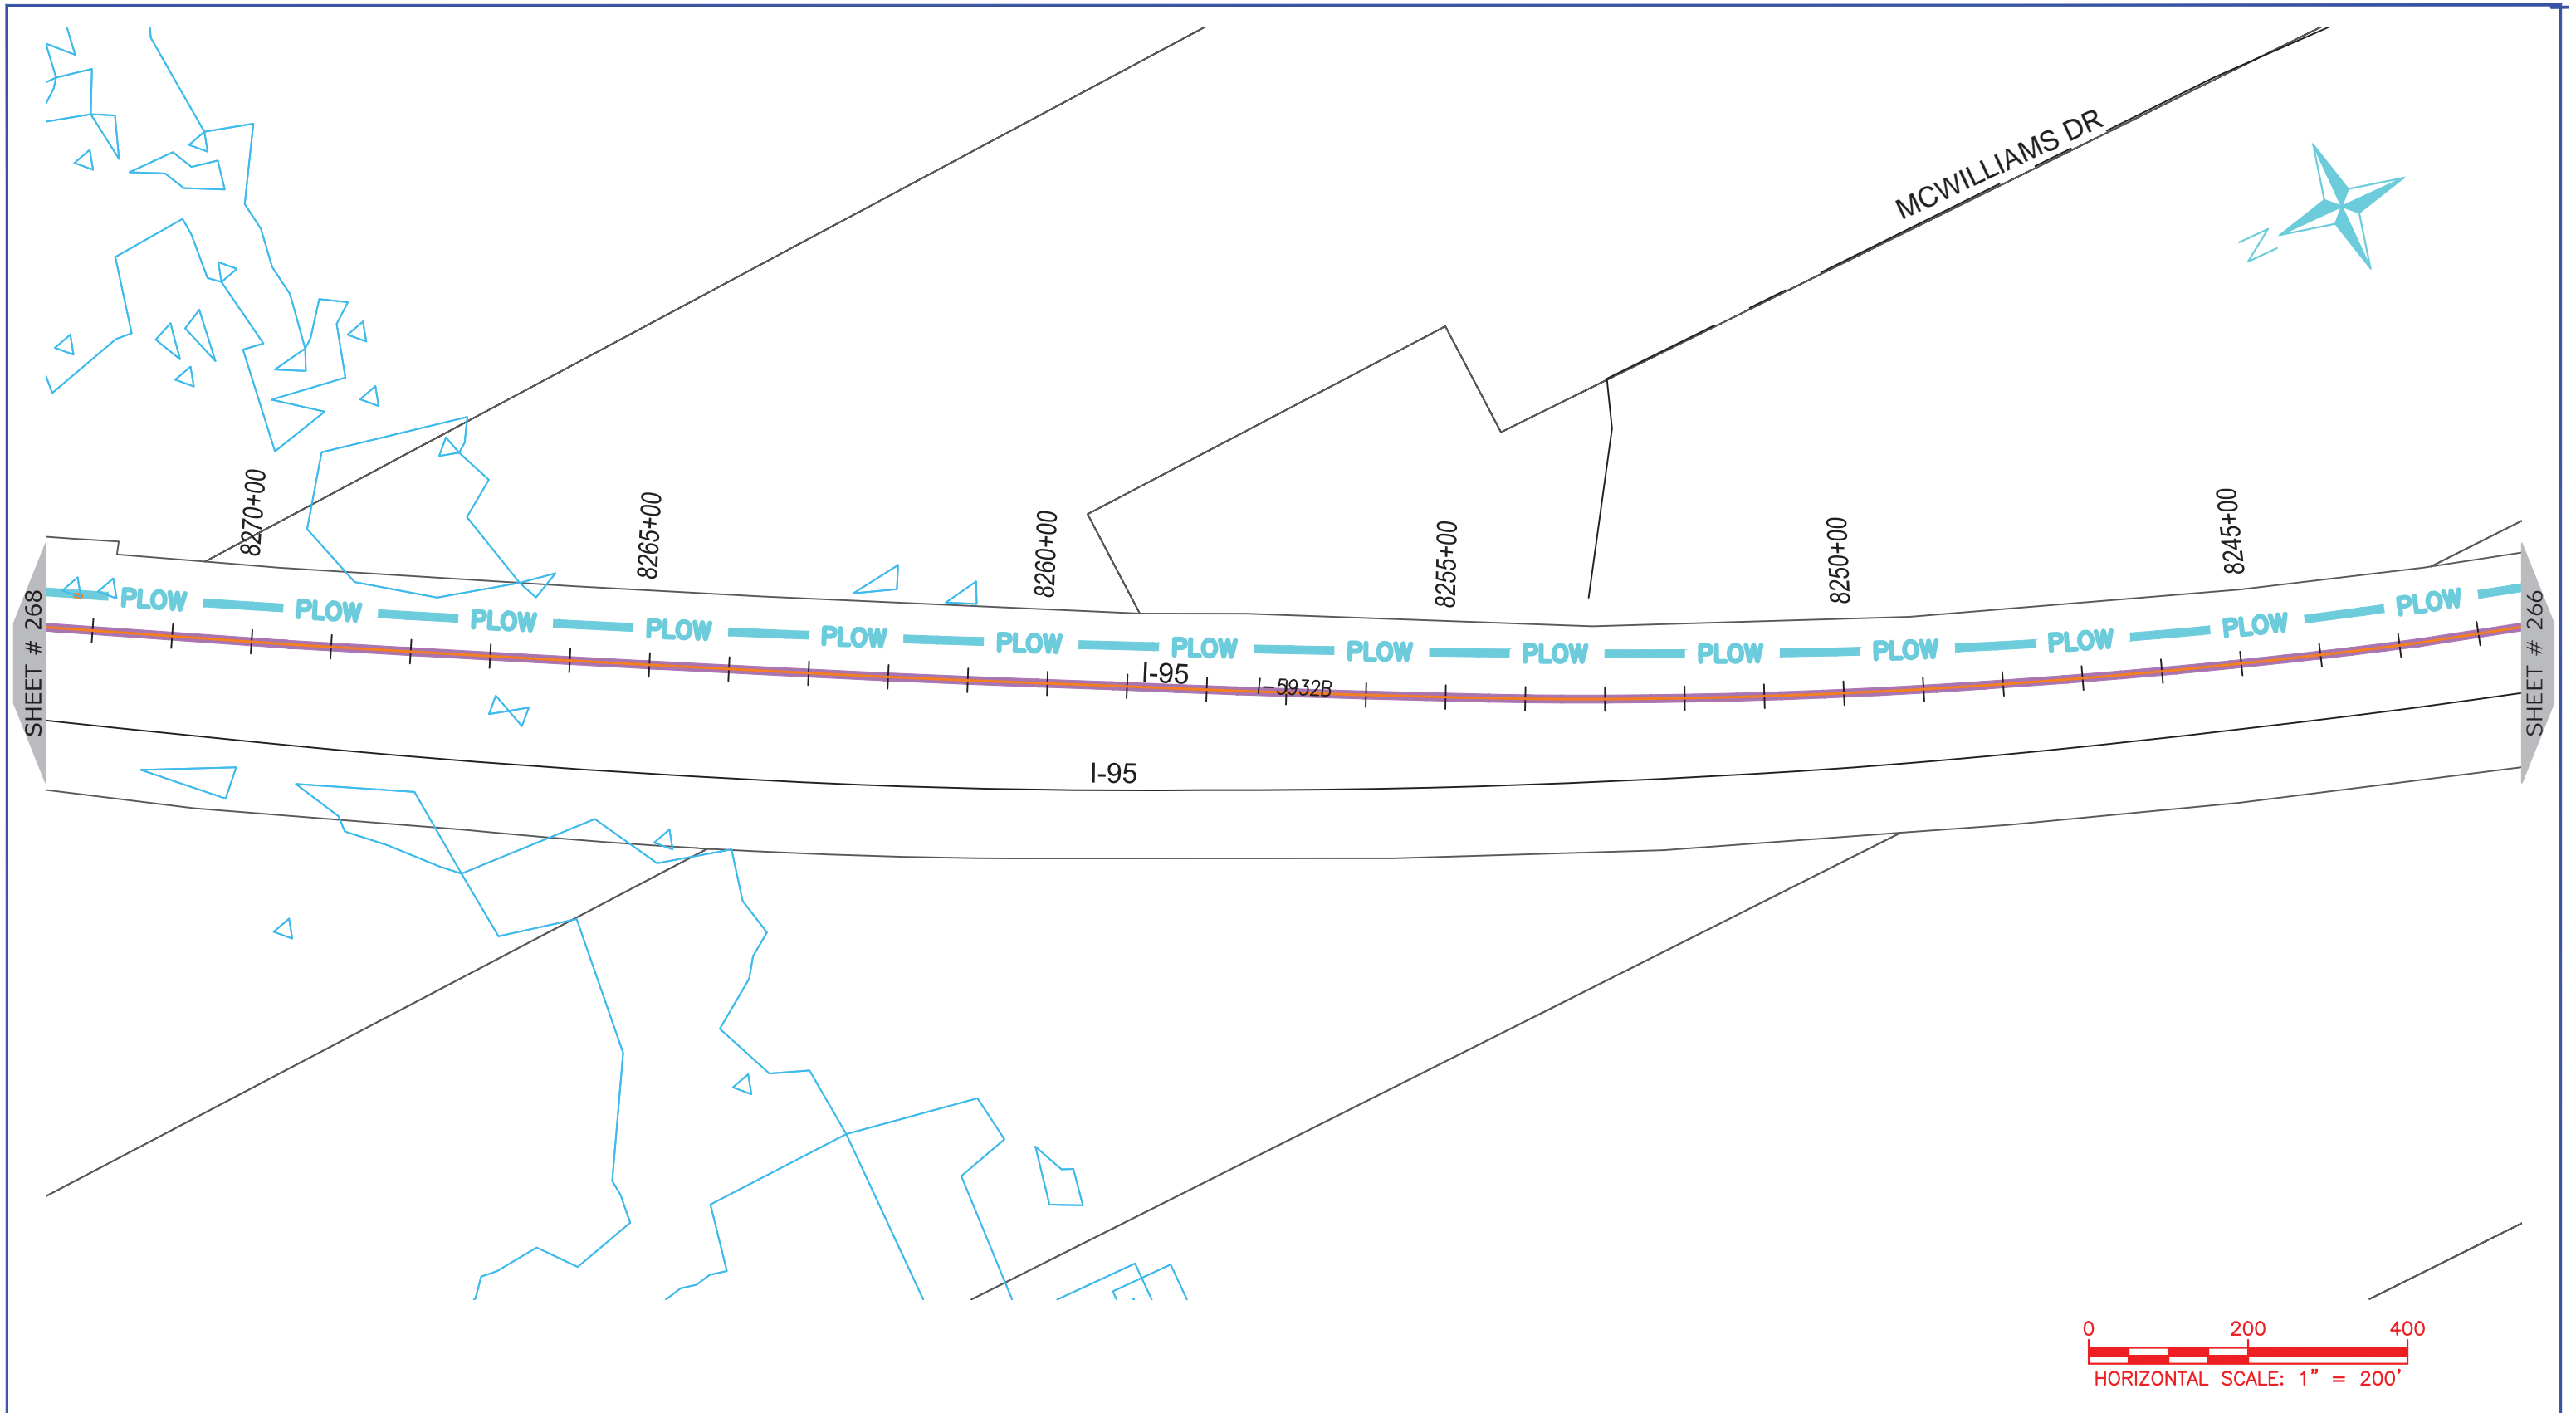 MCWILLIAMS DR
N
8270+00
8265+00
8260+00
8255+00
8250+00
8245+00
SHEET # 268
PLOW PLOW PLOW PLOW PLOW PLOW PLOW PLOW PLOW PLOW PLOW PLOW PLOW PLOW
SHEET # 266
I-95
I-5932B
I-95
0 200 400
HORIZONTAL SCALE: 1" = 200'